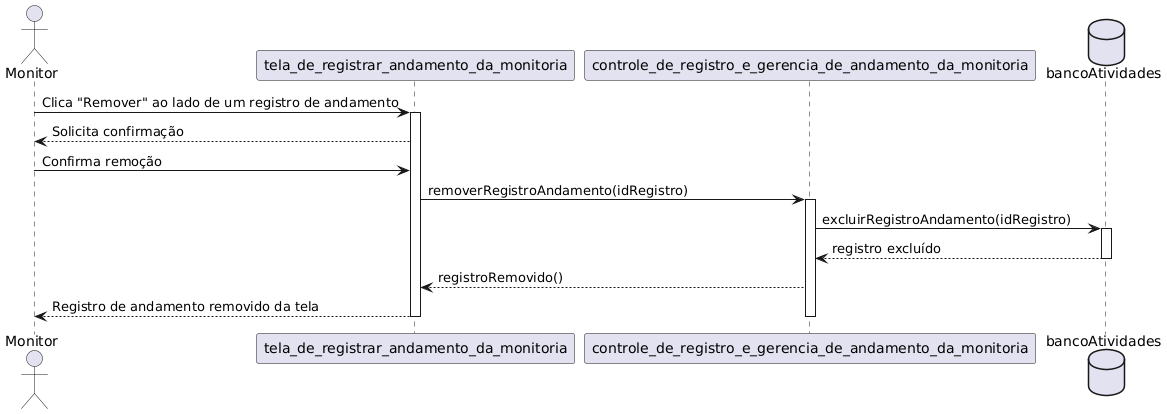 Monitor
tela_de_registrar_andamento_da_monitoria
controle_de_registro_e_gerencia_de_andamento_da_monitoria
bancoAtividades
Clica "Remover" ao lado de um registro de andamento
Solicita confirmação
Confirma remoção
removerRegistroAndamento(idRegistro)
excluirRegistroAndamento(idRegistro)
registro excluído
registroRemovido()
Registro de andamento removido da tela
Monitor
tela_de_registrar_andamento_da_monitoria
controle_de_registro_e_gerencia_de_andamento_da_monitoria
bancoAtividades